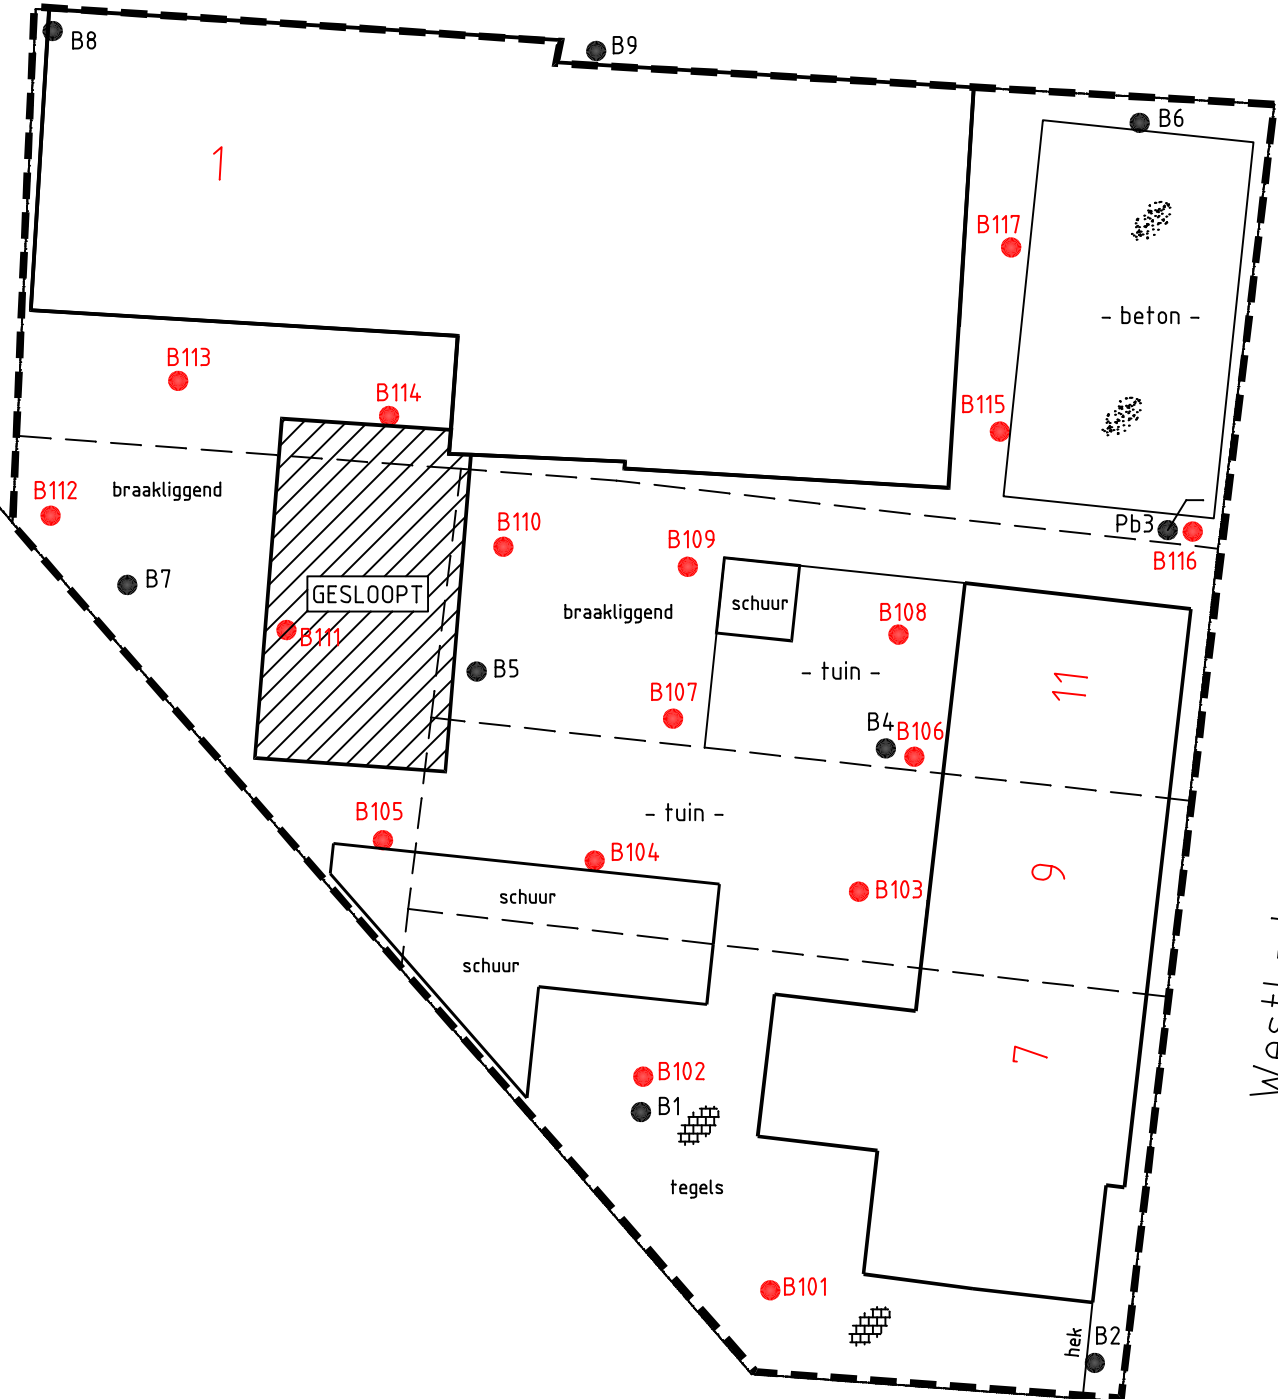 B8
B9
B6
1
B117
- beton -
B113
B114
B115
braakliggend
B112
B110
Pb3
B109
B116
B7
GESLOOPT
schuur
braakliggend
B108
B111
B5
- tuin -
11
B107
B4
B106
B105
- tuin -
B104
9
B103
schuur
schuur
7
B102
B1
tegels
B101
hek
B2